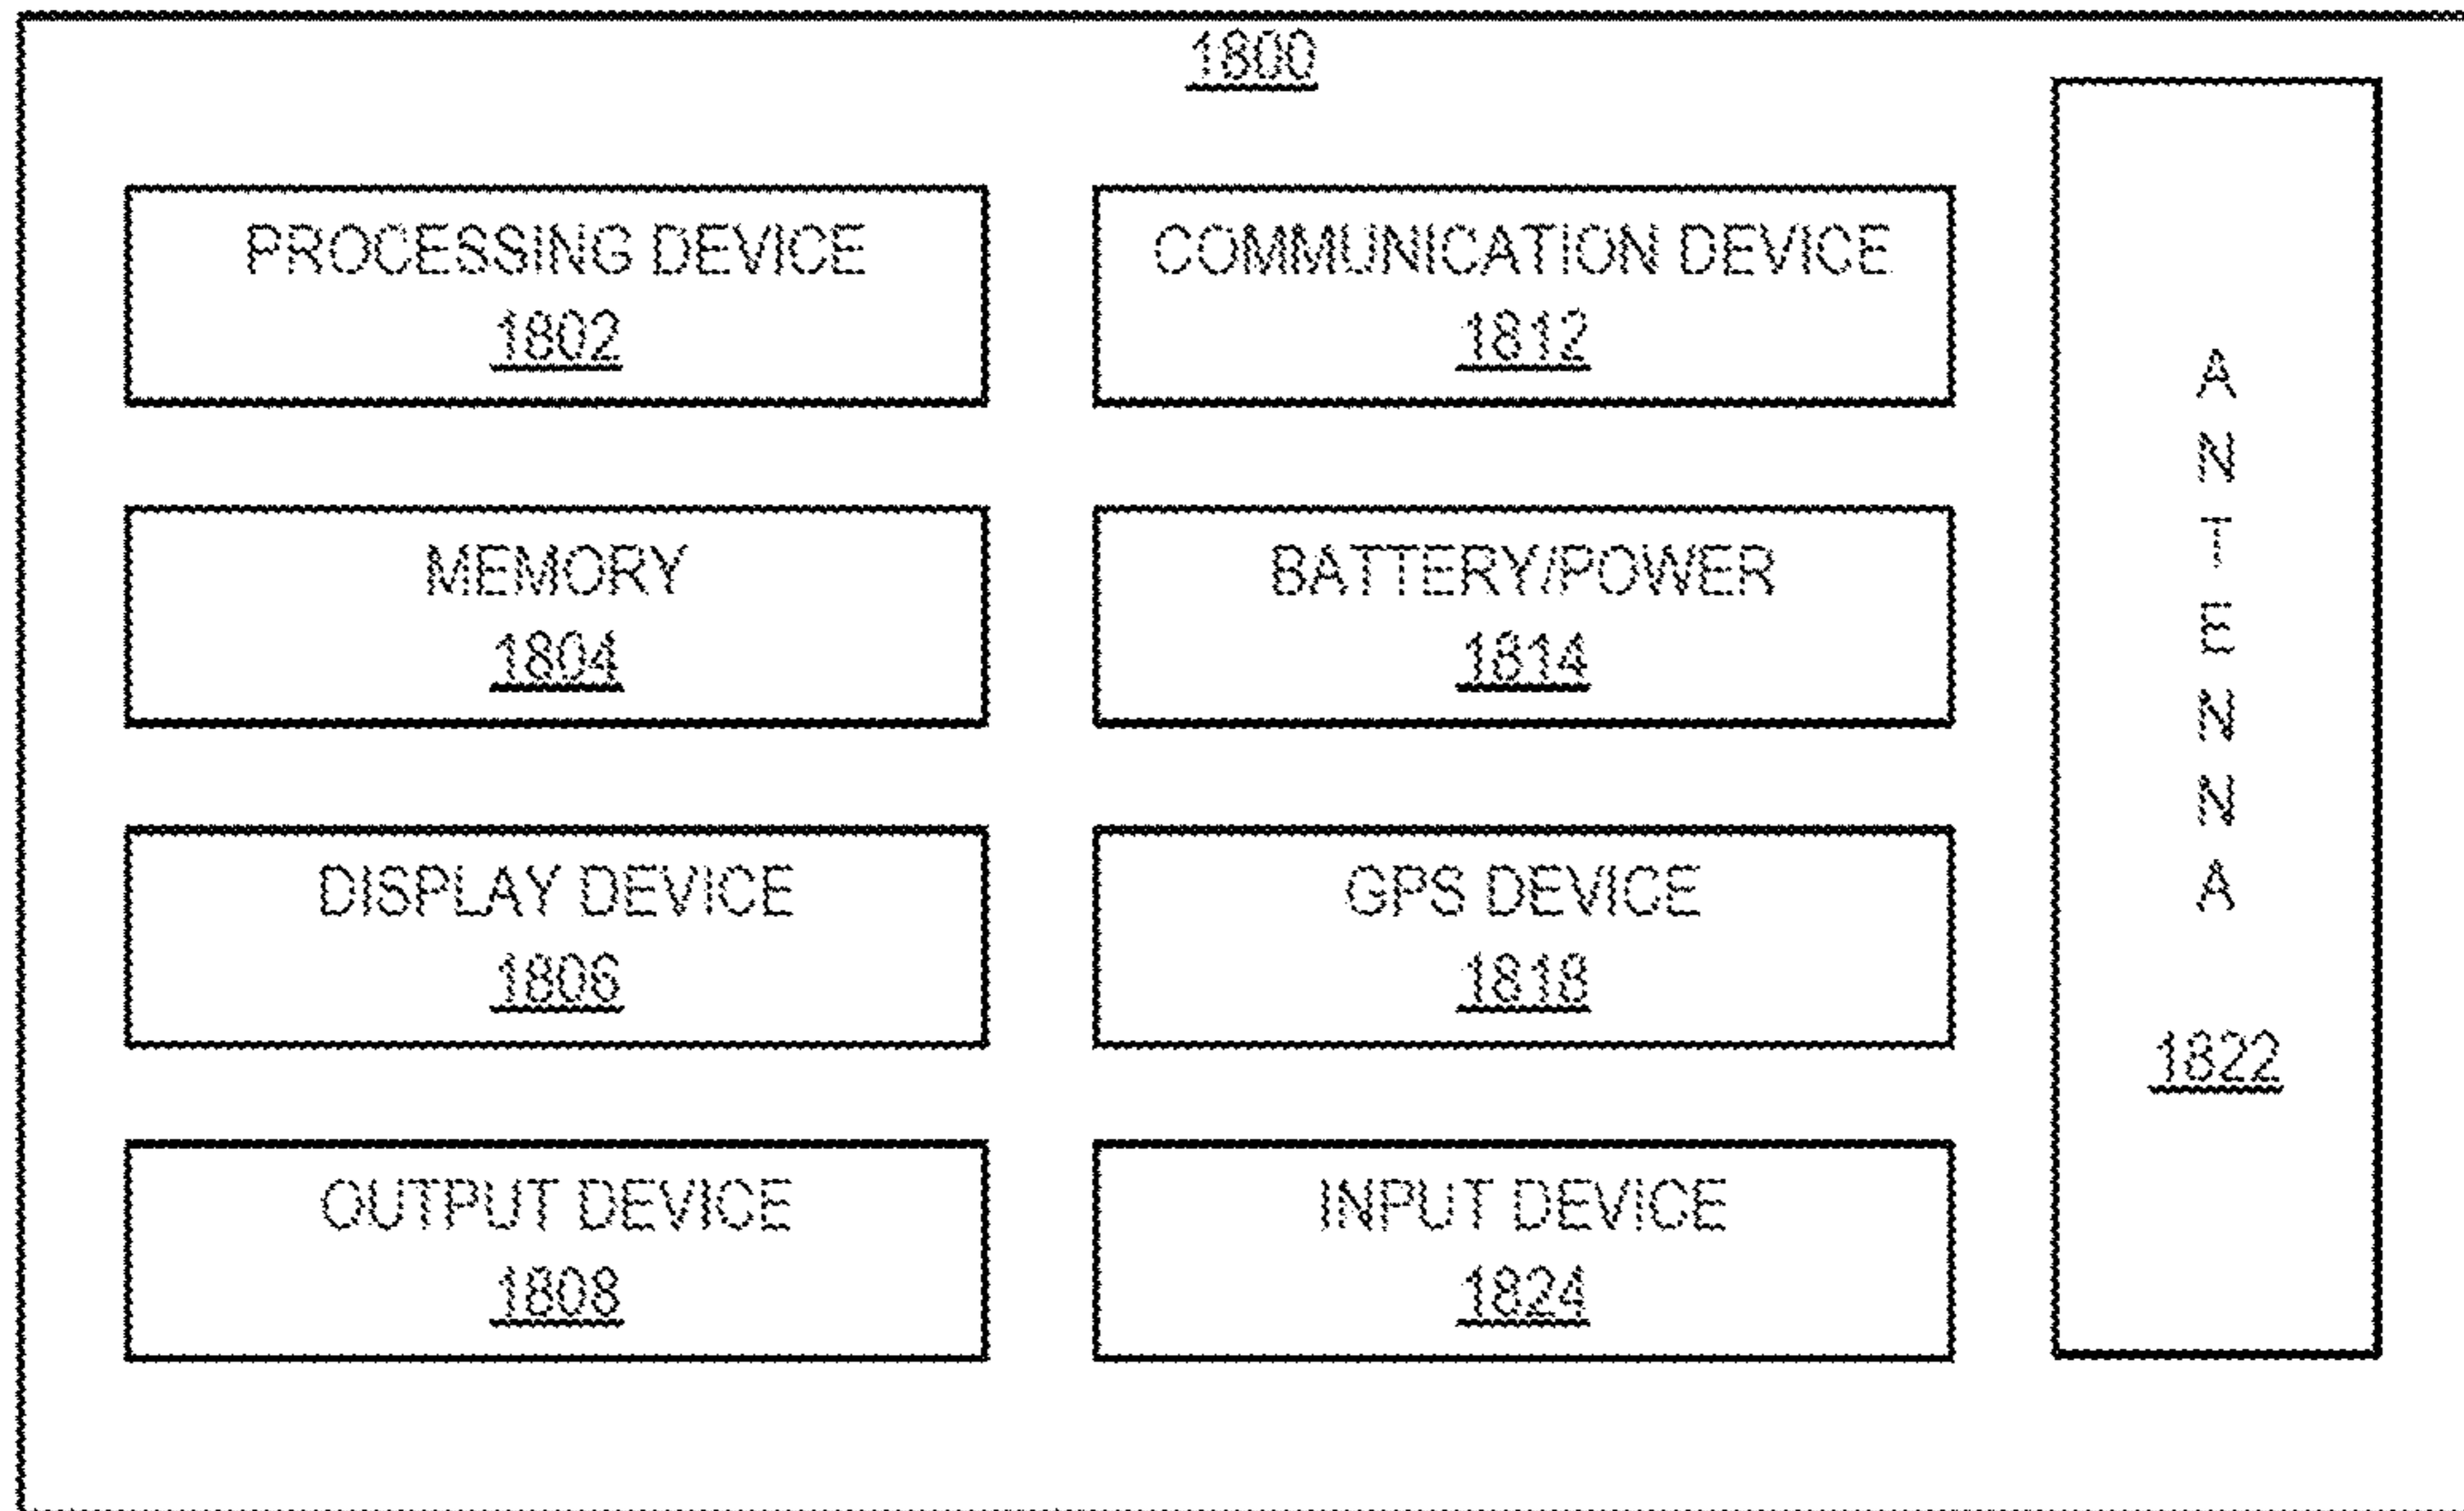 1800
PROCESSING DEVICE
1802
COMMUNICATION DEVICE
1812
MEMORY
1804
BATTERY/POWER
1814
DISPLAY DEVICE
1806
GPS DEVICE
1818
OUTPUT DEVICE
1808
INPUT DEVICE
1824
ANTENNA
1822